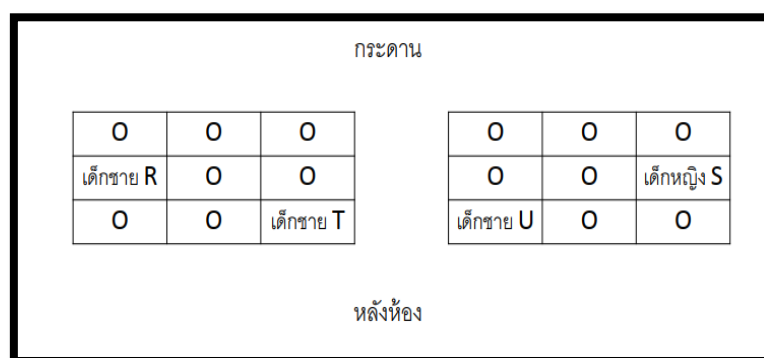 กระดาน
O O O O O O
เด็กชาย R O O O O เด็กหญิง S
O O เด็กชาย T เด็กชาย U O O
หลังห้อง